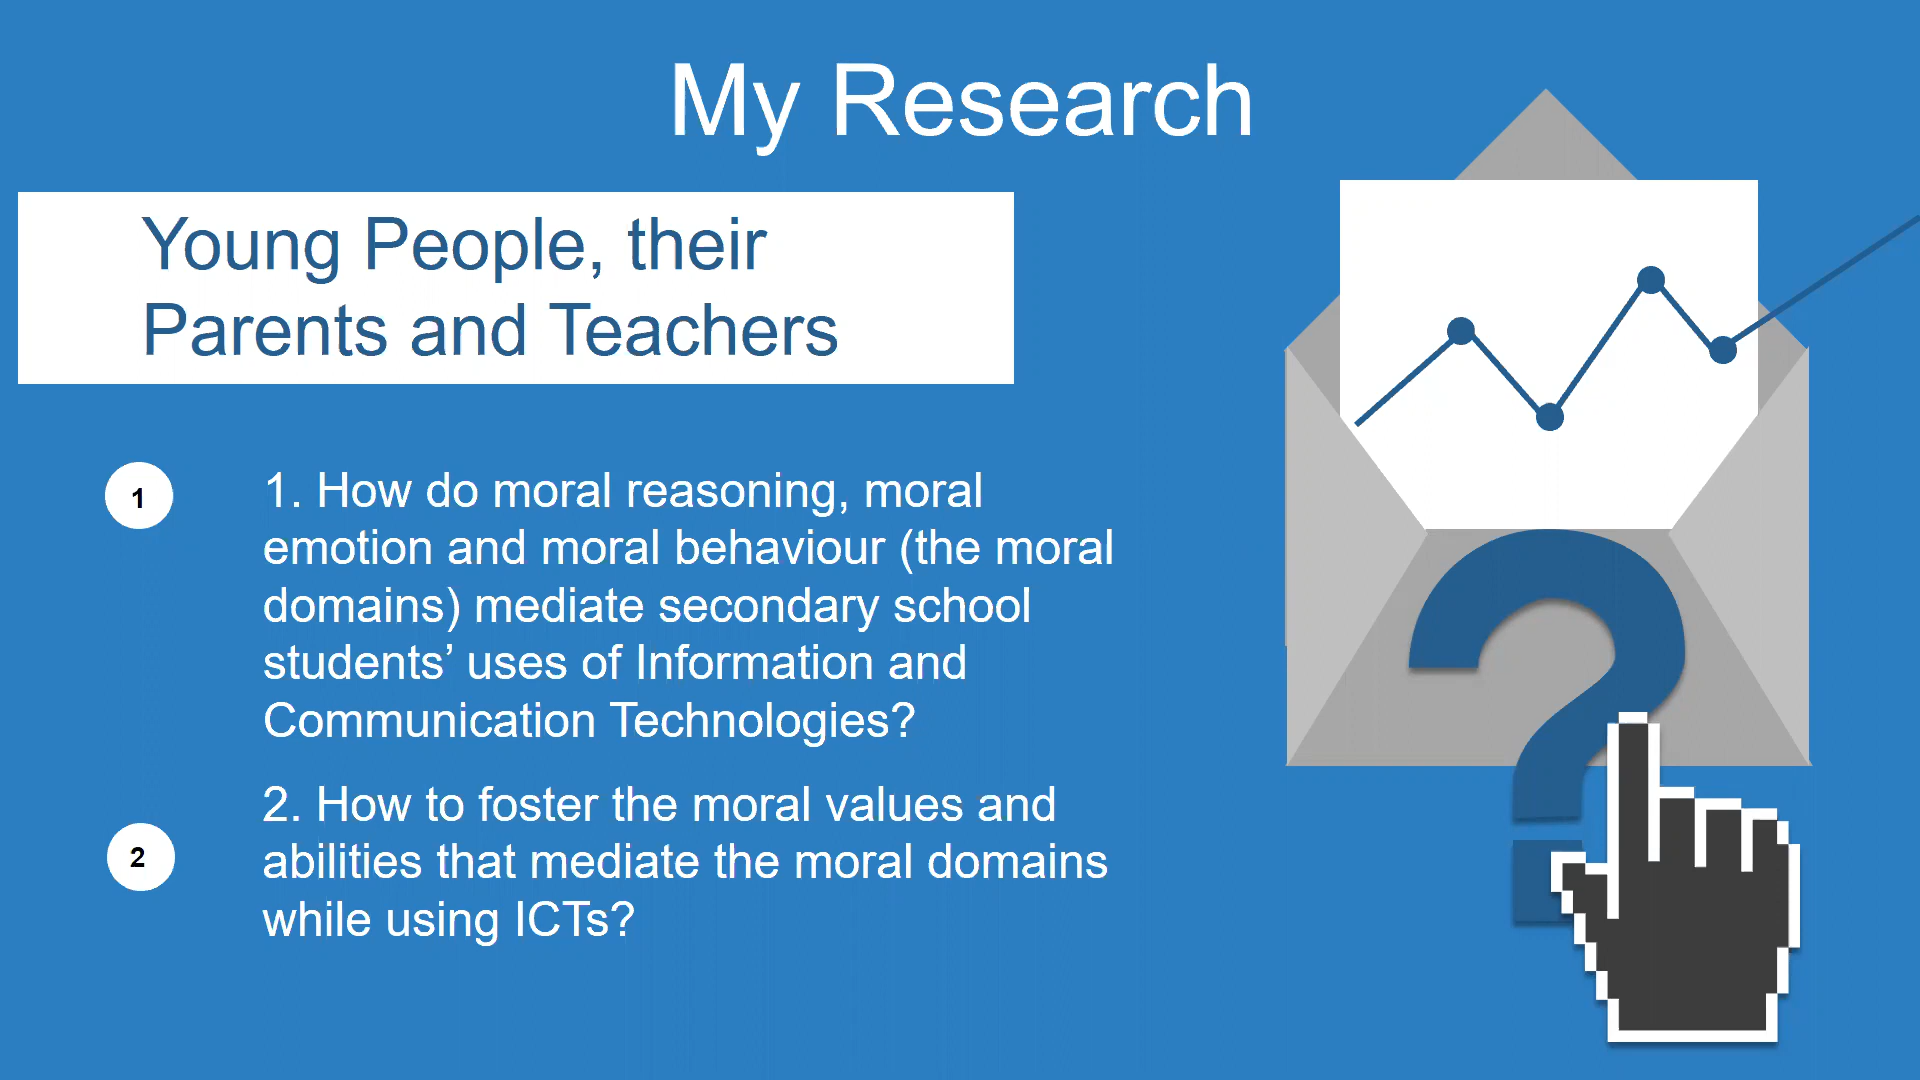 My Research
Young People, their
Parents and Teachers
1
1. How do moral reasoning, moral
emotion and moral behaviour (the moral
domains) mediate secondary school
students’ uses of Information and
Communication Technologies?
2
2. How to foster the moral values and
abilities that mediate the moral domains
while using ICTs?
?